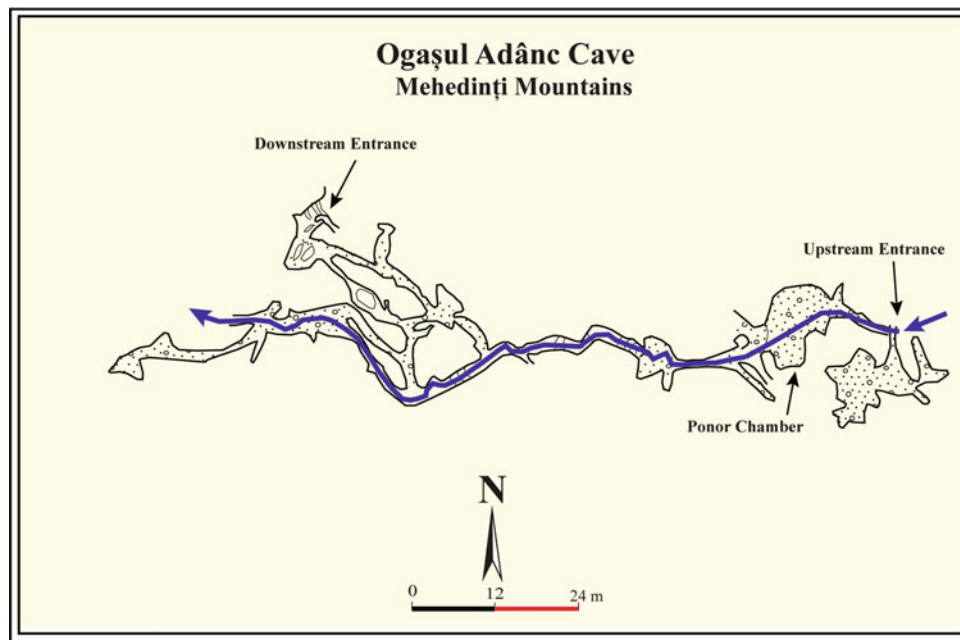 Ogașul Adânc Cave
Mehedinți Mountains
Downstream Entrance
Upstream Entrance
Ponor Chamber
N
0 12 24 m